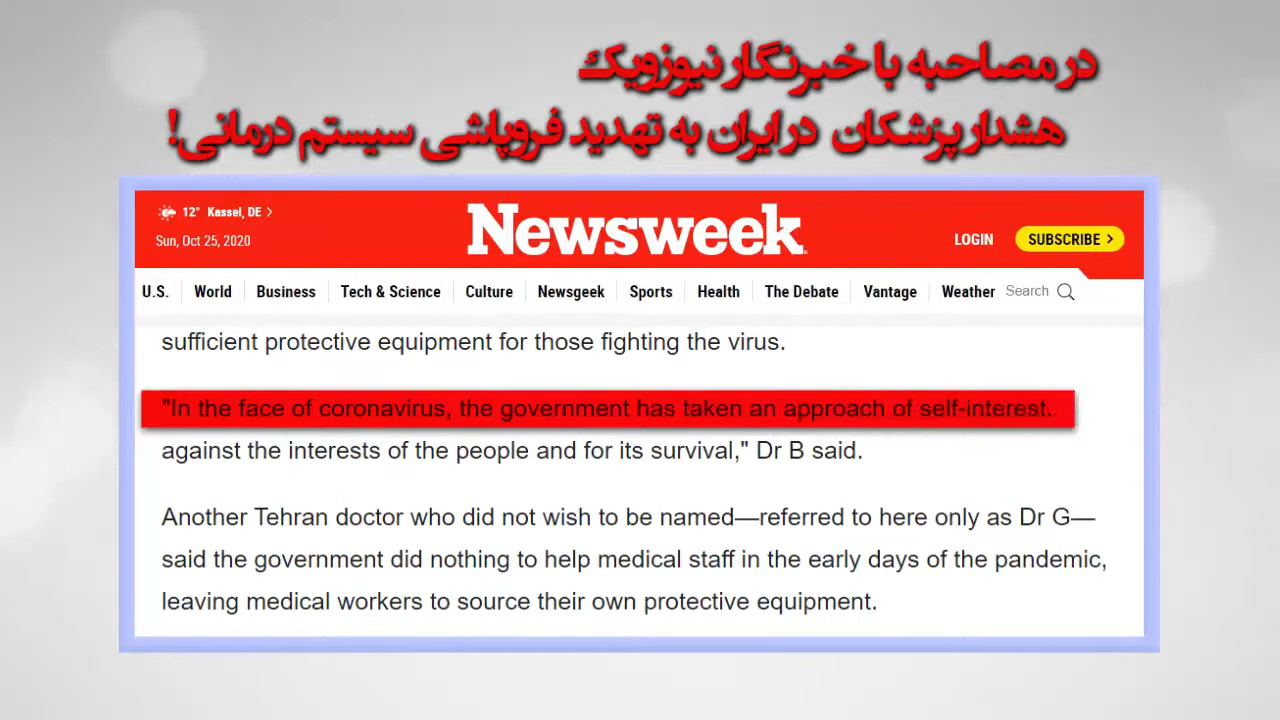 در مصاحبه با خبرنگار نیوزویک
هشدار پزشکان در ایران به تهدید فروپاشی سیستم درمانی!
12° Kassel, DE >
Sun, Oct 25, 2020
Newsweek
LOGIN
SUBSCRIBE >
U.S. World Business Tech & Science Culture Newsgeek Sports Health The Debate Vantage Weather Search
sufficient protective equipment for those fighting the virus.
"In the face of coronavirus, the government has taken an approach of self-interest.
against the interests of the people and for its survival," Dr B said.
Another Tehran doctor who did not wish to be named—referred to here only as Dr G—
said the government did nothing to help medical staff in the early days of the pandemic,
leaving medical workers to source their own protective equipment.